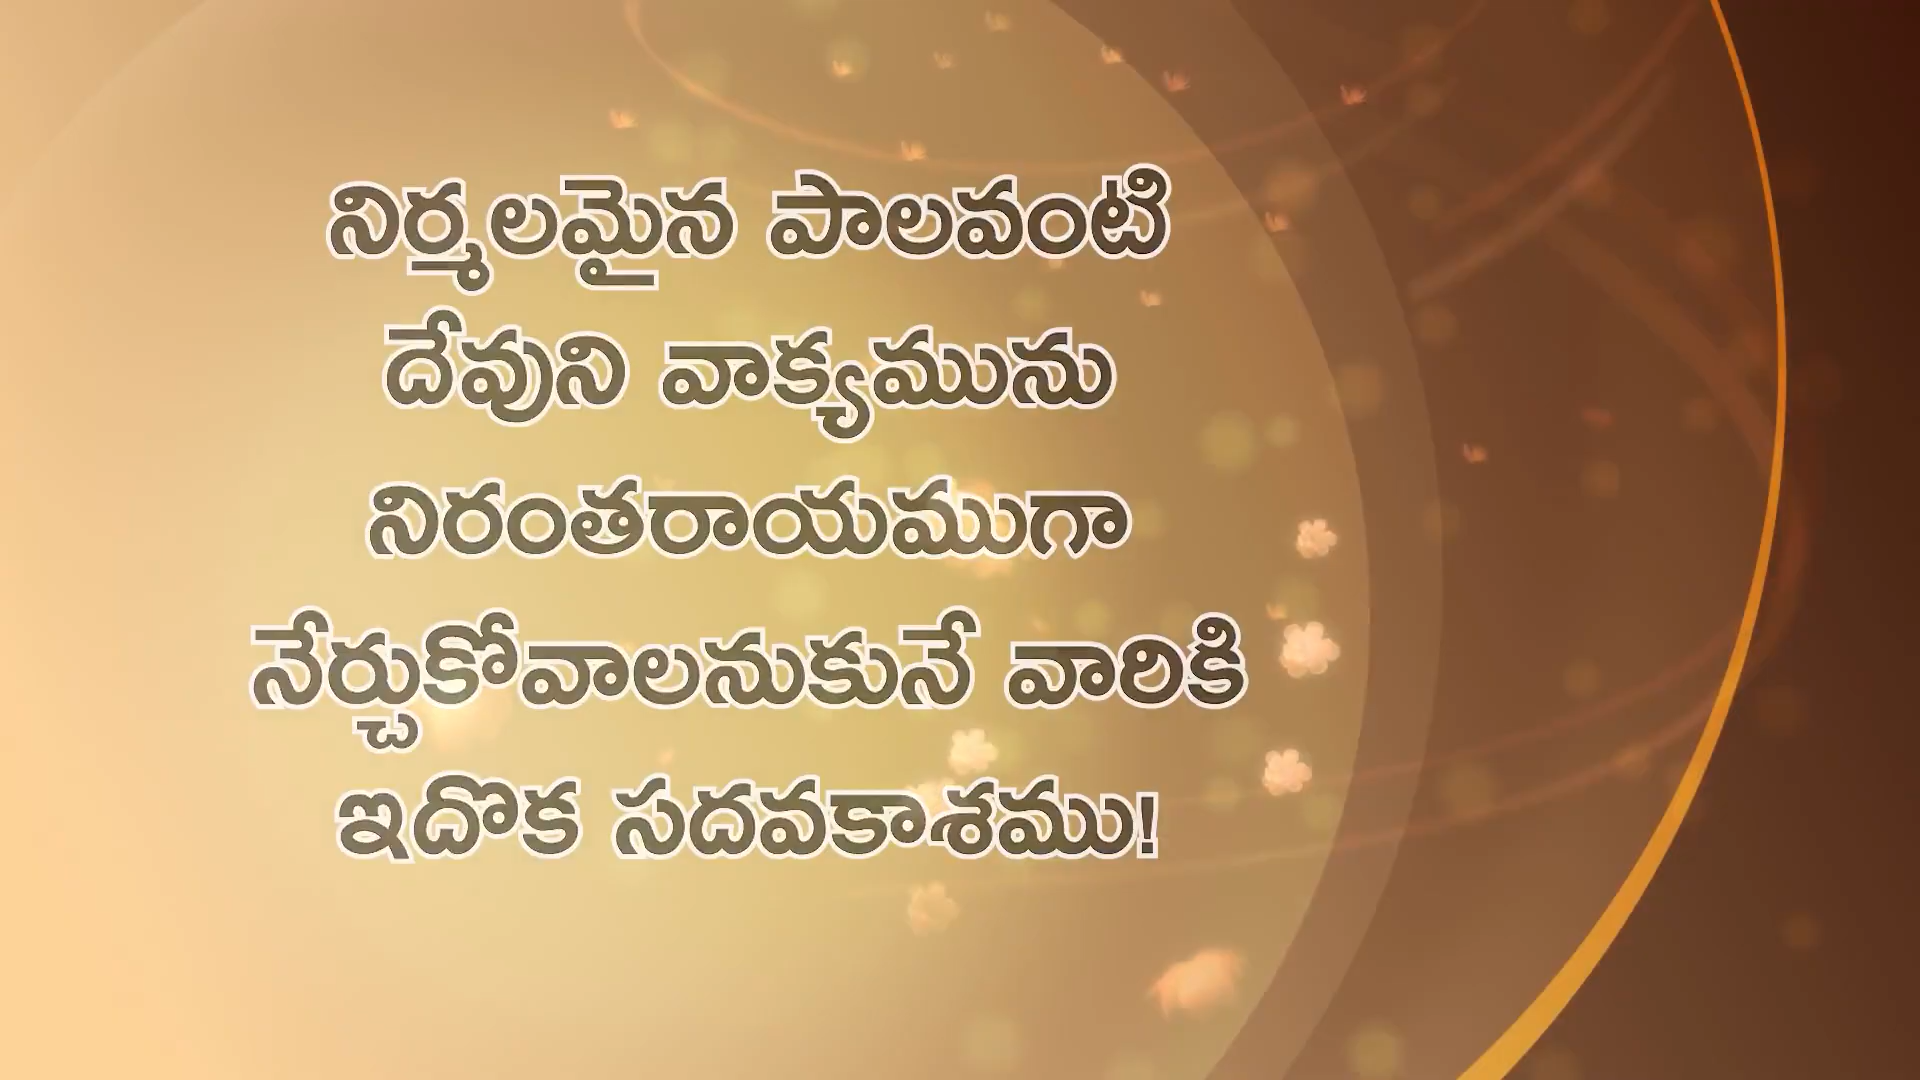 నిర్మలమైన పాలవంటి
దేవుని వాక్యమును
నిరంతరాయముగా
నేర్చుకోవాలనుకునే వారికి
ఇదొక సదవకాశము!